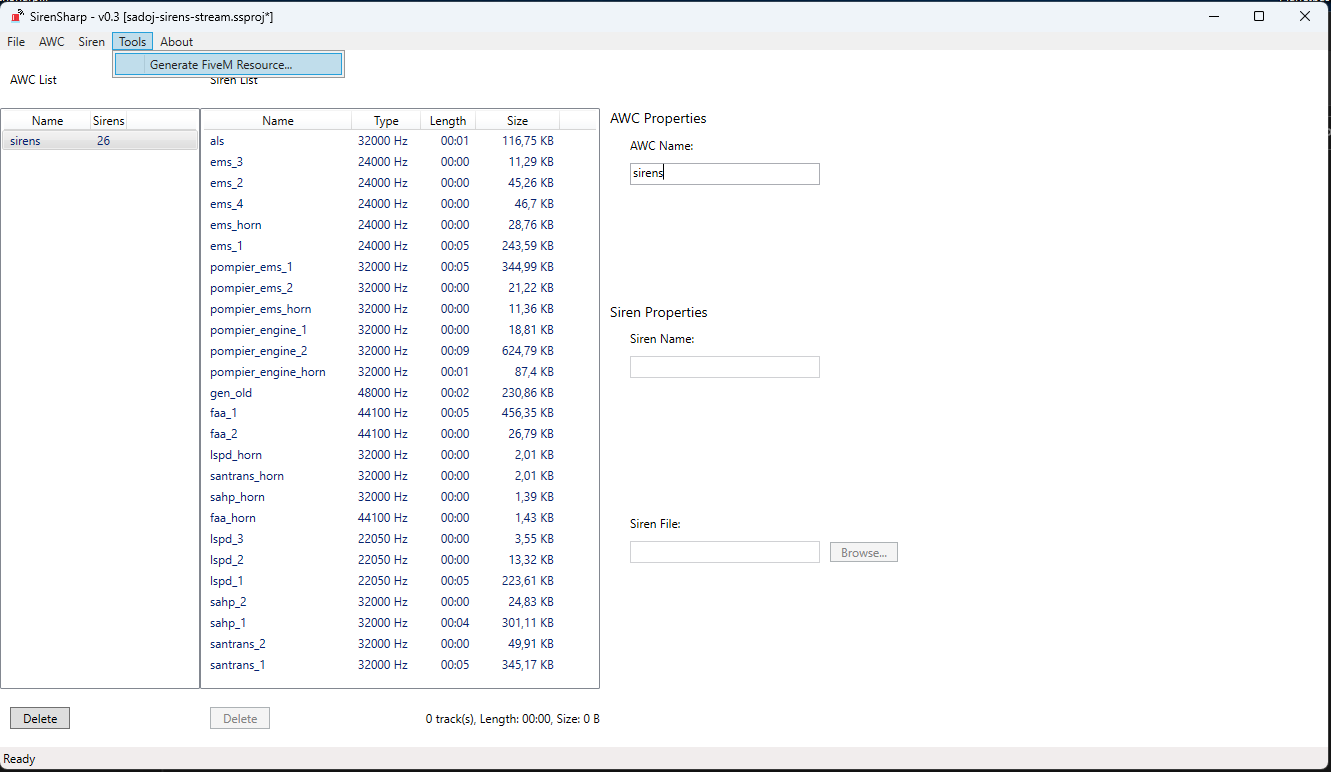 SirenSharp - v0.3 [sadoj-sirens-stream.ssproj*]
File AWC Siren Tools About
Generate FiveM Resource...
AWC List
Siren List
Name Sirens
sirens 26
Name Type Length Size
als 32000 Hz 00:01 116,75 KB
ems_3 24000 Hz 00:00 11,29 KB
ems_2 24000 Hz 00:00 45,26 KB
ems_4 24000 Hz 00:00 46,7 KB
ems_horn 24000 Hz 00:00 28,76 KB
ems_1 24000 Hz 00:05 243,59 KB
pompier_ems_1 32000 Hz 00:05 344,99 KB
pompier_ems_2 32000 Hz 00:00 21,22 KB
pompier_ems_horn 32000 Hz 00:00 11,36 KB
pompier_engine_1 32000 Hz 00:00 18,81 KB
pompier_engine_2 32000 Hz 00:09 624,79 KB
pompier_engine_horn 32000 Hz 00:01 87,4 KB
gen_old 48000 Hz 00:02 230,86 KB
faa_1 44100 Hz 00:05 456,35 KB
faa_2 44100 Hz 00:00 26,79 KB
lspd_horn 32000 Hz 00:00 2,01 KB
santrans_horn 32000 Hz 00:00 2,01 KB
sahp_horn 32000 Hz 00:00 1,39 KB
faa_horn 44100 Hz 00:00 1,43 KB
lspd_3 22050 Hz 00:00 3,55 KB
lspd_2 22050 Hz 00:00 13,32 KB
lspd_1 22050 Hz 00:05 223,61 KB
sahp_2 32000 Hz 00:00 24,83 KB
sahp_1 32000 Hz 00:04 301,11 KB
santrans_2 32000 Hz 00:00 49,91 KB
santrans_1 32000 Hz 00:05 345,17 KB
AWC Properties
AWC Name:
sirens
Siren Properties
Siren Name:
Siren File:
Browse...
Delete
Delete
0 track(s), Length: 00:00, Size: 0 B
Ready